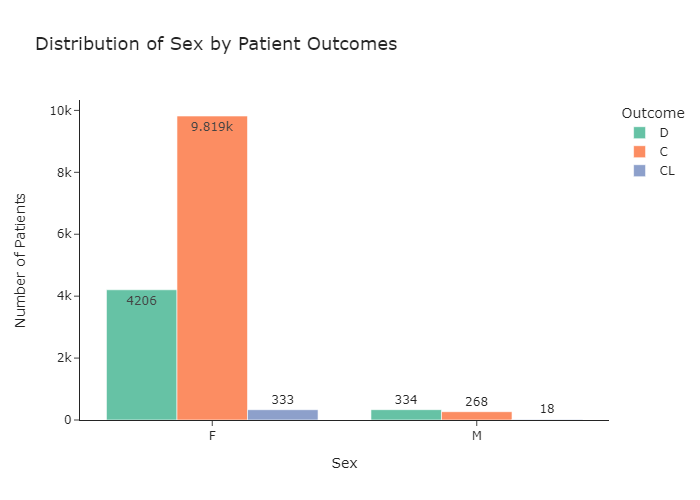 Distribution of Sex by Patient Outcomes
Outcome
D
C
CL
Number of Patients
10k
8k
6k
4k
2k
0
4206
9.819k
333
334
268
18
F
M
Sex